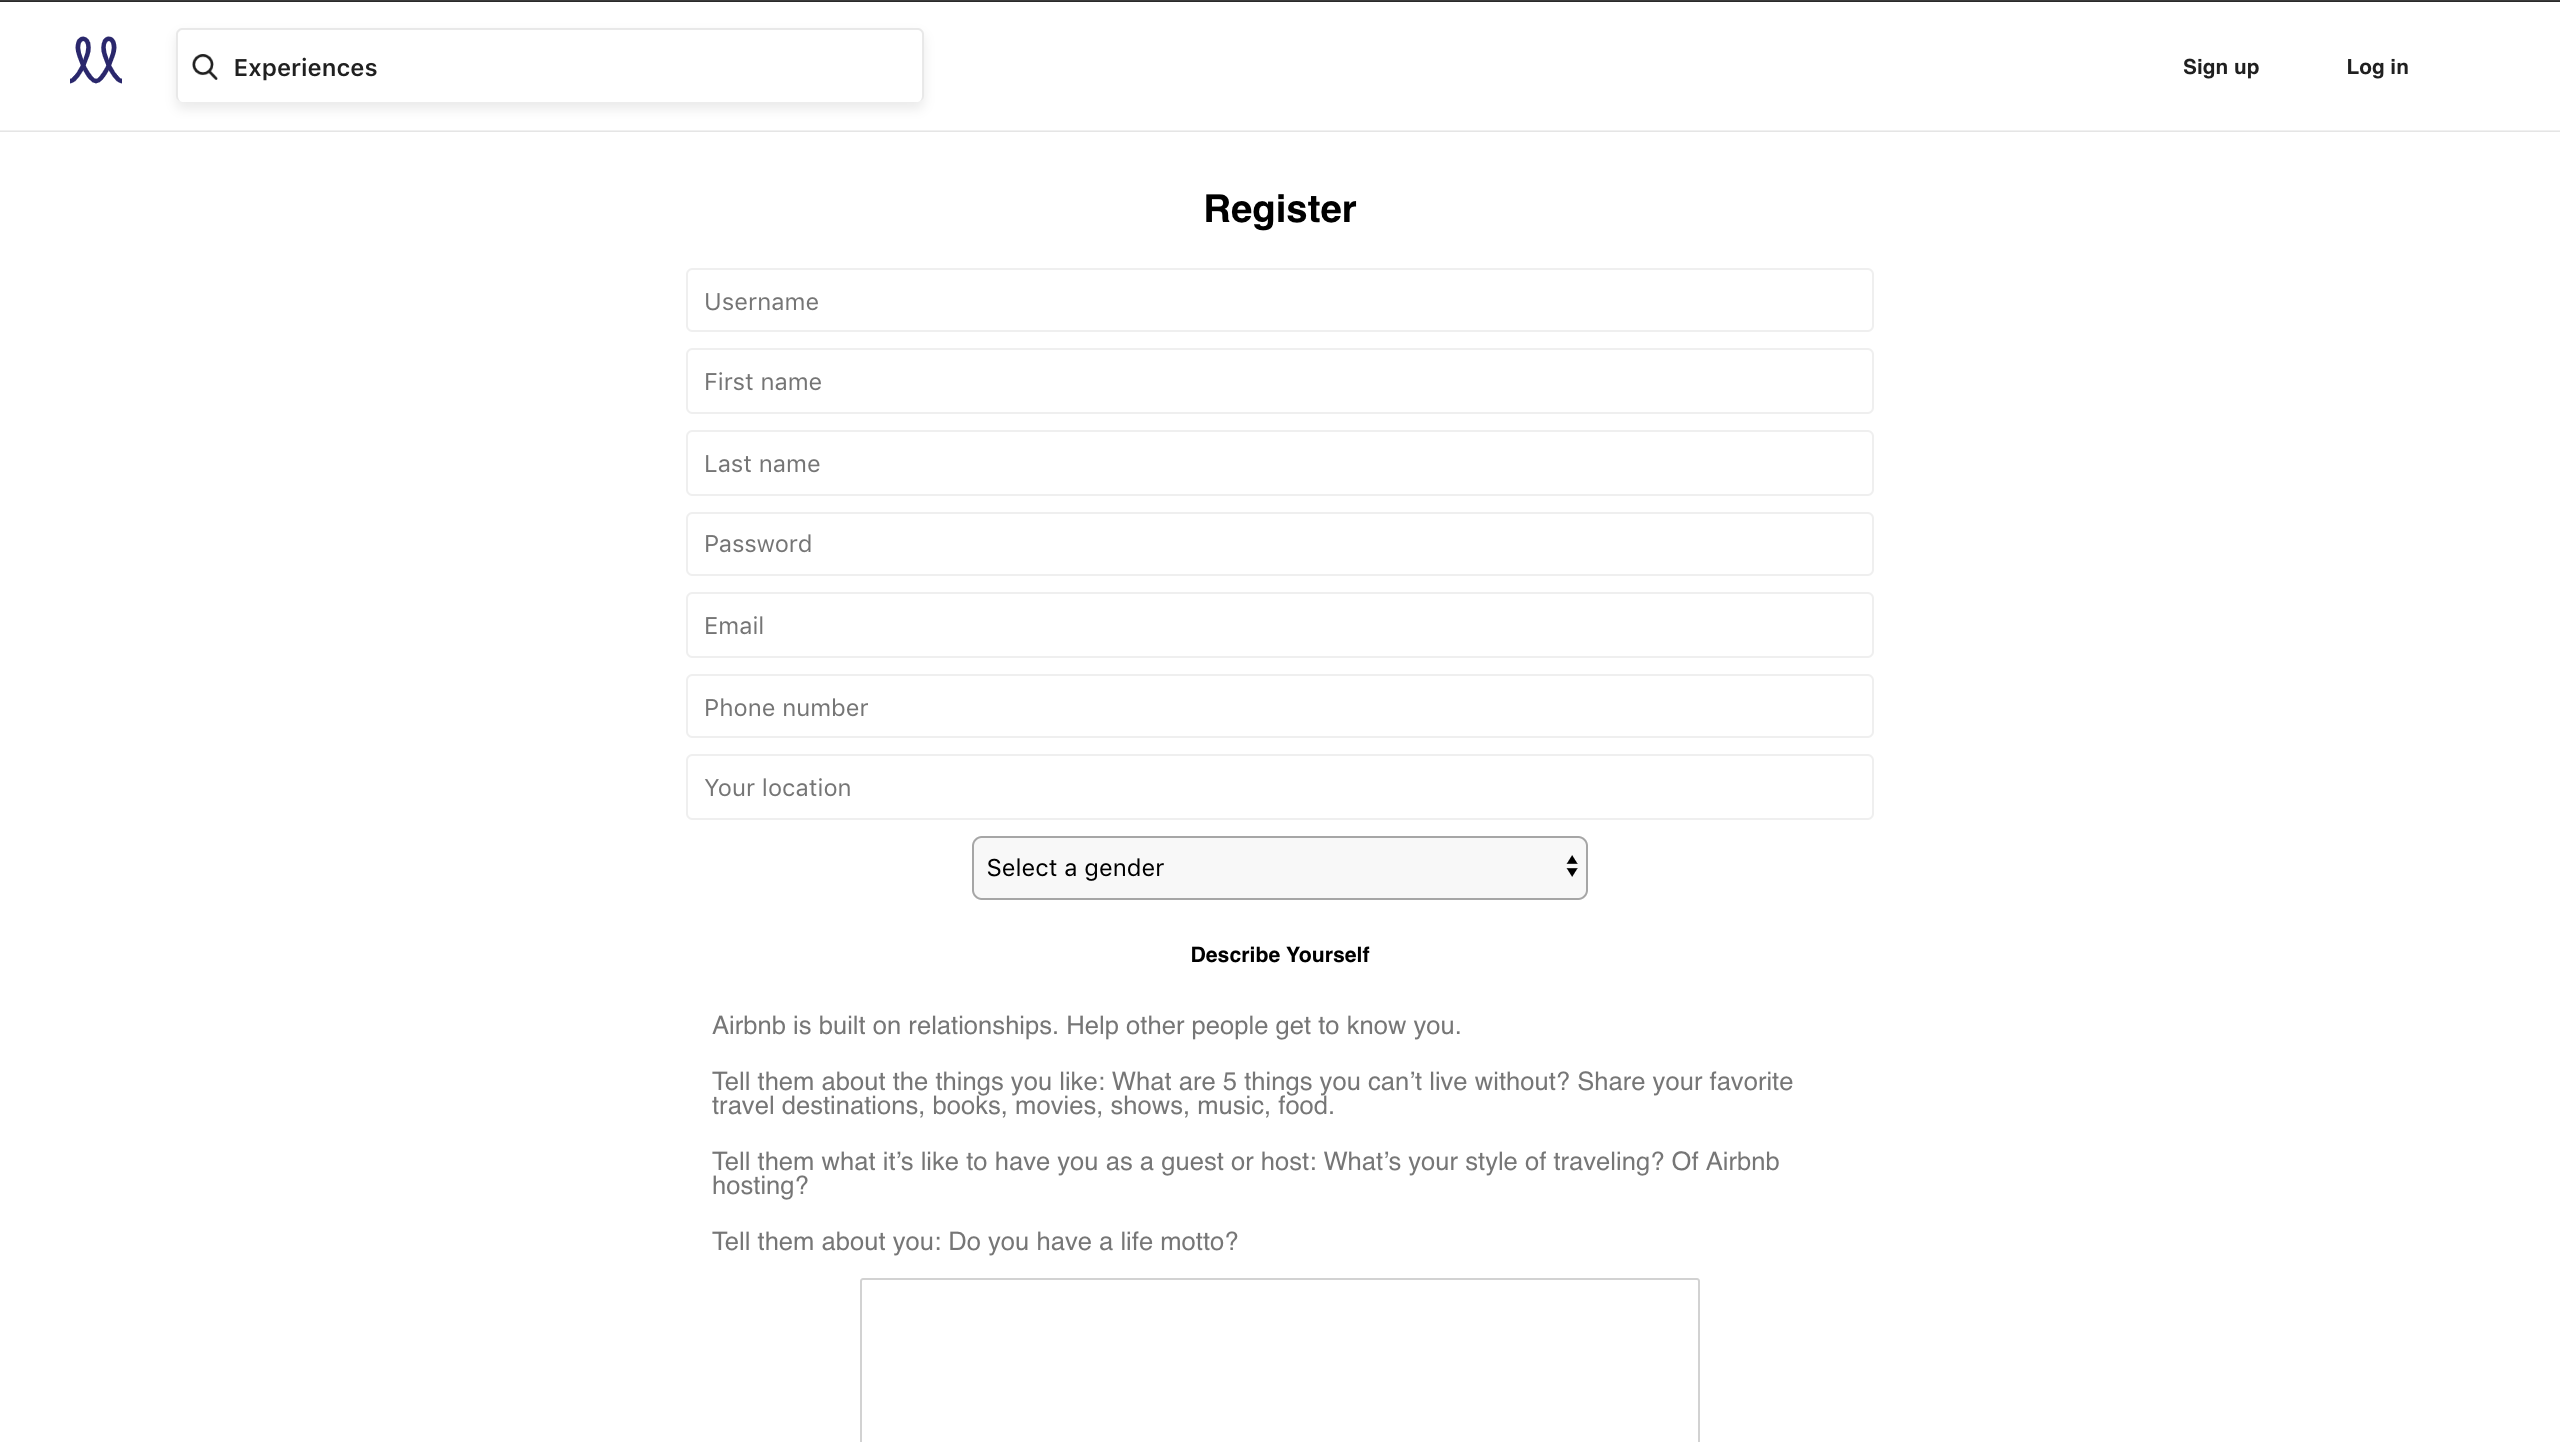 Experiences
Sign up
Log in
Register
Username
First name
Last name
Password
Email
Phone number
Your location
Select a gender
Describe Yourself
Airbnb is built on relationships. Help other people get to know you.
Tell them about the things you like: What are 5 things you can’t live without? Share your favorite
travel destinations, books, movies, shows, music, food.
Tell them what it’s like to have you as a guest or host: What’s your style of traveling? Of Airbnb
hosting?
Tell them about you: Do you have a life motto?